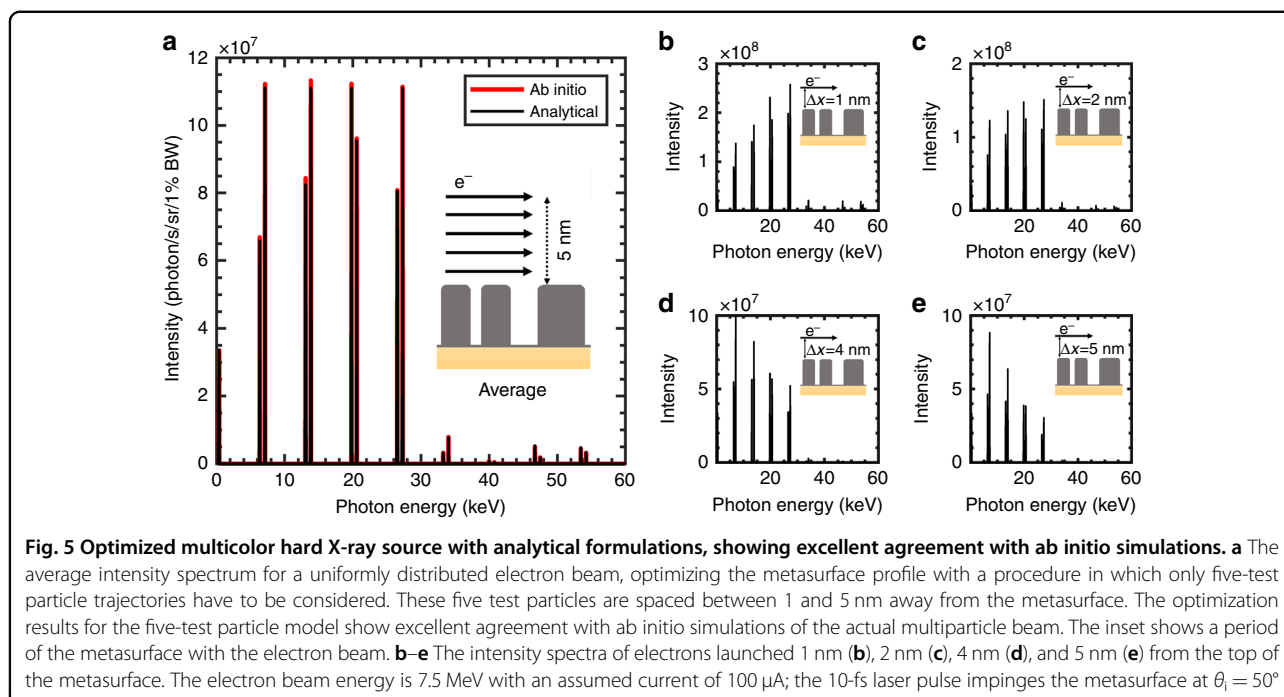 a
×10⁷
12
10
8
6
4
2
0
Intensity (photon/s/sr/1% BW)
Ab initio
Analytical
e⁻
5 nm
Average
0 10 20 30 40 50 60
Photon energy (keV)
b
×10⁸
3
2
1
0
Intensity
e⁻
Δx=1 nm
20 40 60
Photon energy (keV)
c
×10⁸
2
1
0
Intensity
e⁻
Δx=2 nm
20 40 60
Photon energy (keV)
d
×10⁷
10
5
0
Intensity
e⁻
Δx=4 nm
20 40 60
Photon energy (keV)
e
×10⁷
10
5
0
Intensity
e⁻
Δx=5 nm
20 40 60
Photon energy (keV)
Fig. 5 Optimized multicolor hard X-ray source with analytical formulations, showing excellent agreement with ab initio simulations. a The
average intensity spectrum for a uniformly distributed electron beam, optimizing the metasurface profile with a procedure in which only five-test
particle trajectories have to be considered. These five test particles are spaced between 1 and 5 nm away from the metasurface. The optimization
results for the five-test particle model show excellent agreement with ab initio simulations of the actual multiparticle beam. The inset shows a period
of the metasurface with the electron beam. b–e The intensity spectra of electrons launched 1 nm (b), 2 nm (c), 4 nm (d), and 5 nm (e) from the top of
the metasurface. The electron beam energy is 7.5 MeV with an assumed current of 100 μA; the 10-fs laser pulse impinges the metasurface at θᵢ = 50°